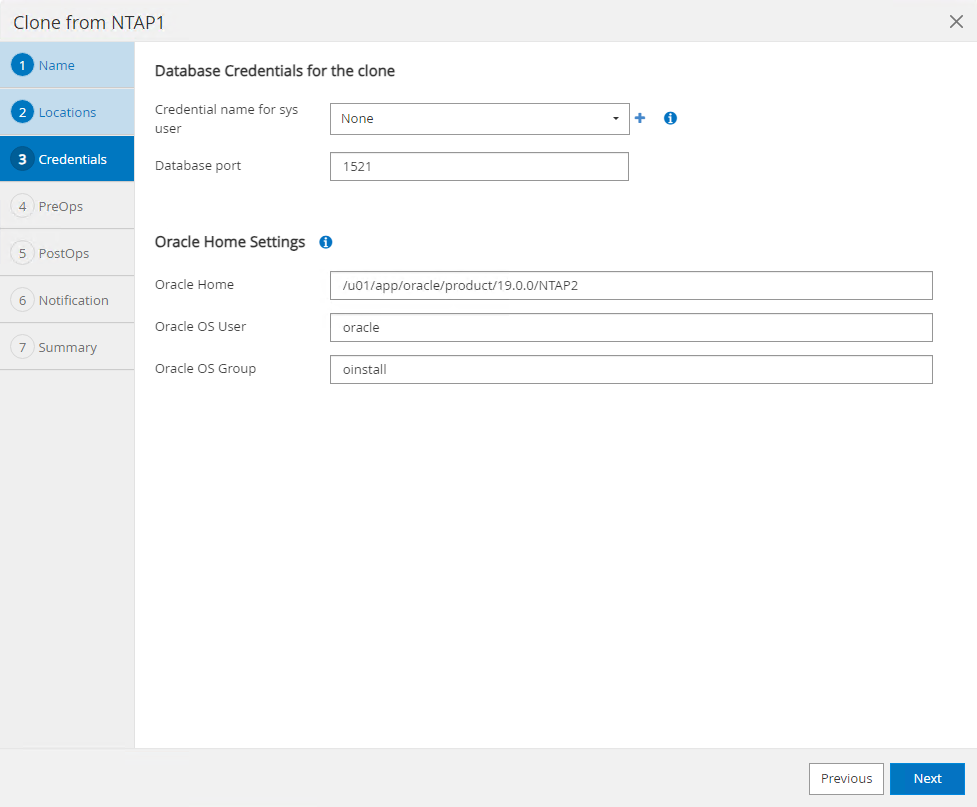 Clone from NTAP1
1 Name
2 Locations
3 Credentials
4 PreOps
5 PostOps
6 Notification
7 Summary
Database Credentials for the clone
Credential name for sys
user
None
Database port
1521
Oracle Home Settings
Oracle Home
/u01/app/oracle/product/19.0.0/NTAP2
Oracle OS User
oracle
Oracle OS Group
oinstall
Previous
Next